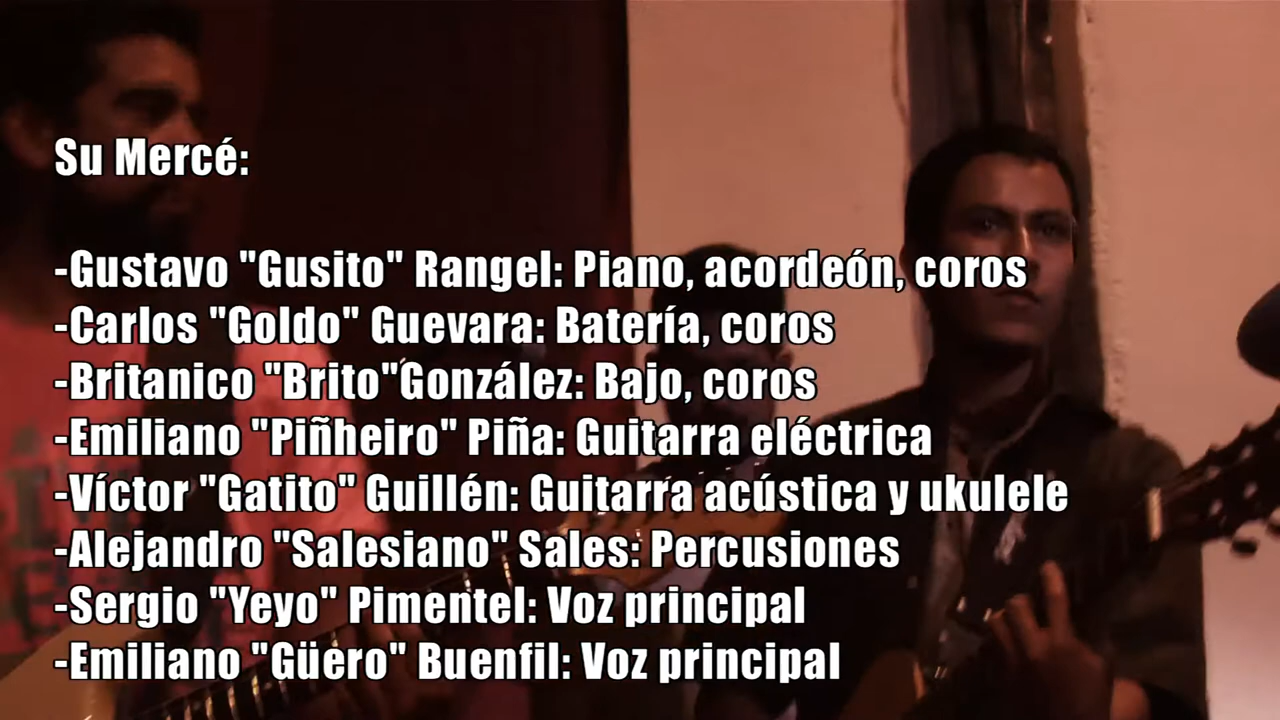 Su Mercé:
-Gustavo "Gusito" Rangel: Piano, acordeón, coros
-Carlos "Goldo" Guevara: Batería, coros
-Britanico "Brito"González: Bajo, coros
-Emiliano "Piñheiro" Piña: Guitarra eléctrica
-Víctor "Gatito" Guillén: Guitarra acústica y ukulele
-Alejandro "Salesiano" Sales: Percusiones
-Sergio "Yeyo" Pimentel: Voz principal
-Emiliano "Güero" Buenfil: Voz principal